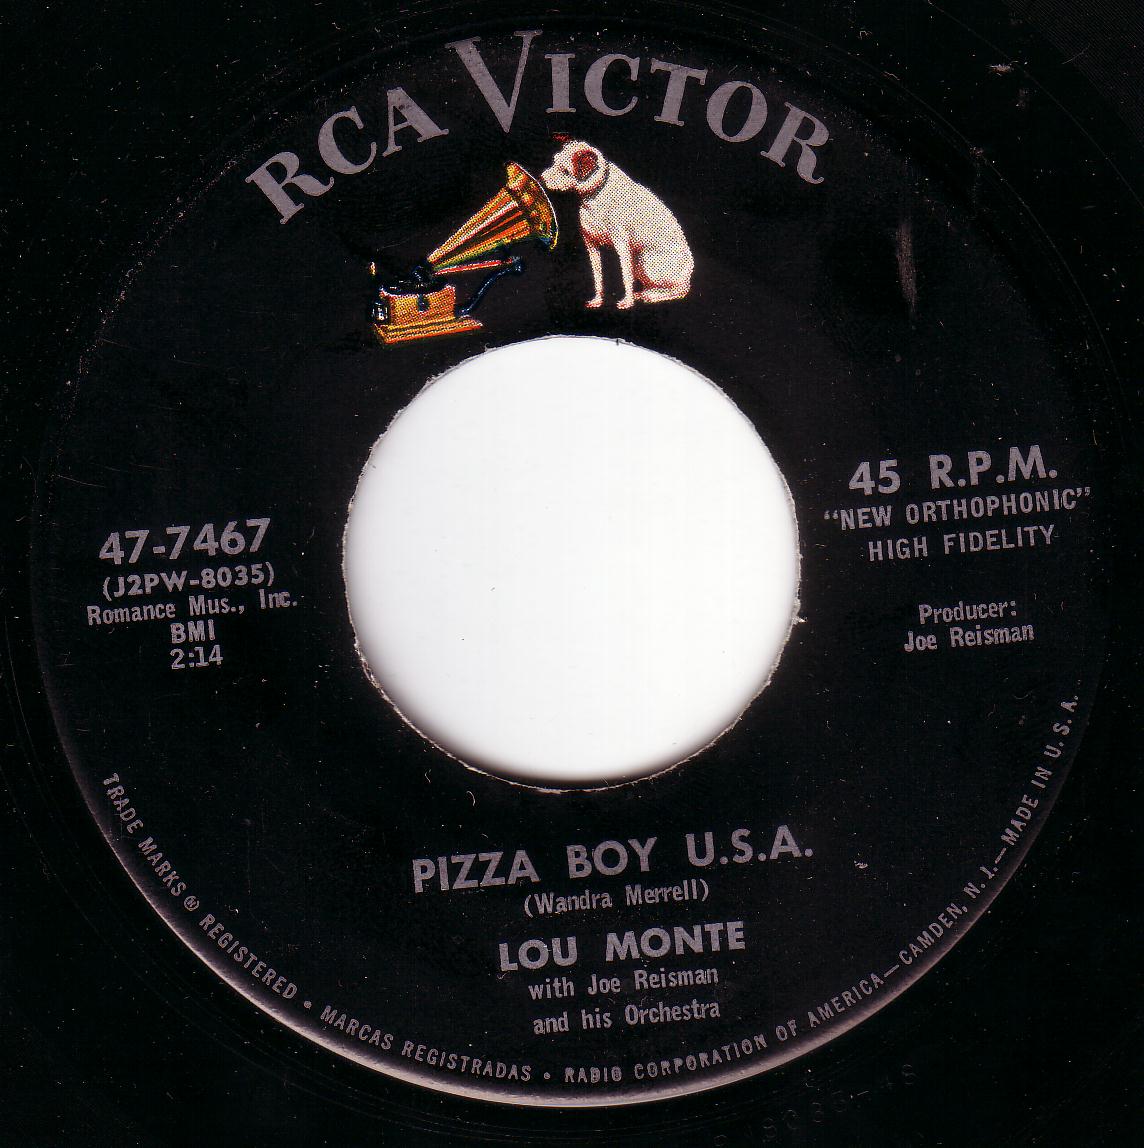 RCA VICTOR
47-7467
(J2PW-8035)
Romance Mus., Inc.
BMI
2:14
45 R.P.M.
“NEW ORTHOPHONIC”
HIGH FIDELITY
Producer:
Joe Reisman
PIZZA BOY U.S.A.
(Wandra Merrell)
LOU MONTE
with Joe Reisman
and his Orchestra
TRADE MARKS ® REGISTERED • MARCAS REGISTRADAS • RADIO CORPORATION OF AMERICA—CAMDEN, N. J.—MADE IN U. S. A.